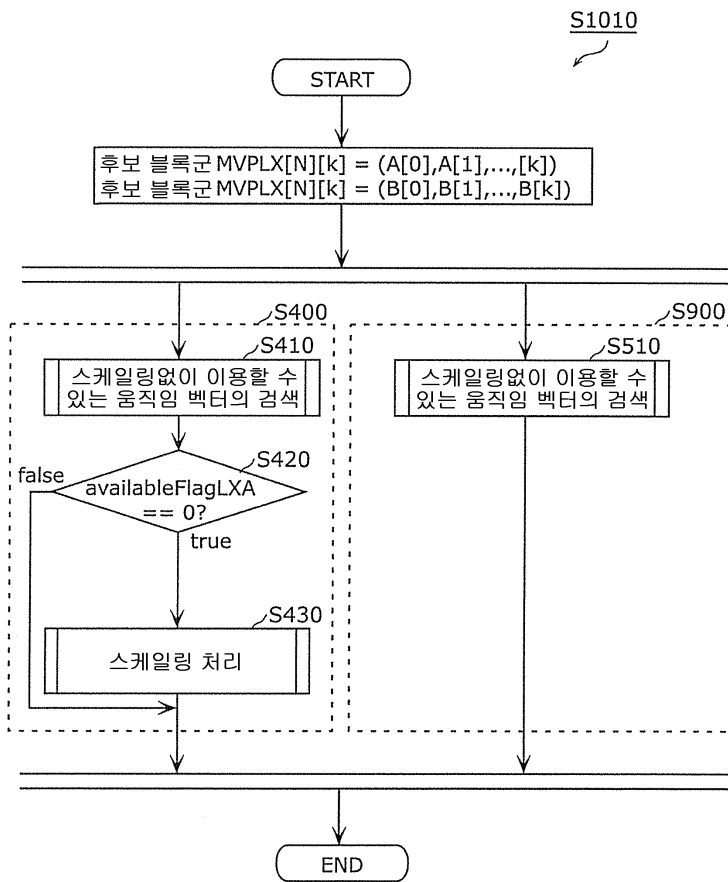 S1010
START
후보 블록군 MVPLX[N][k] = (A[0],A[1],...,[k])
후보 블록군 MVPLX[N][k] = (B[0],B[1],...,B[k])
S400
S900
S410
스케일링없이 이용할 수
있는 움직임 벡터의 검색
S510
스케일링없이 이용할 수
있는 움직임 벡터의 검색
S420
false
availableFlagLXA
== 0?
true
S430
스케일링 처리
END